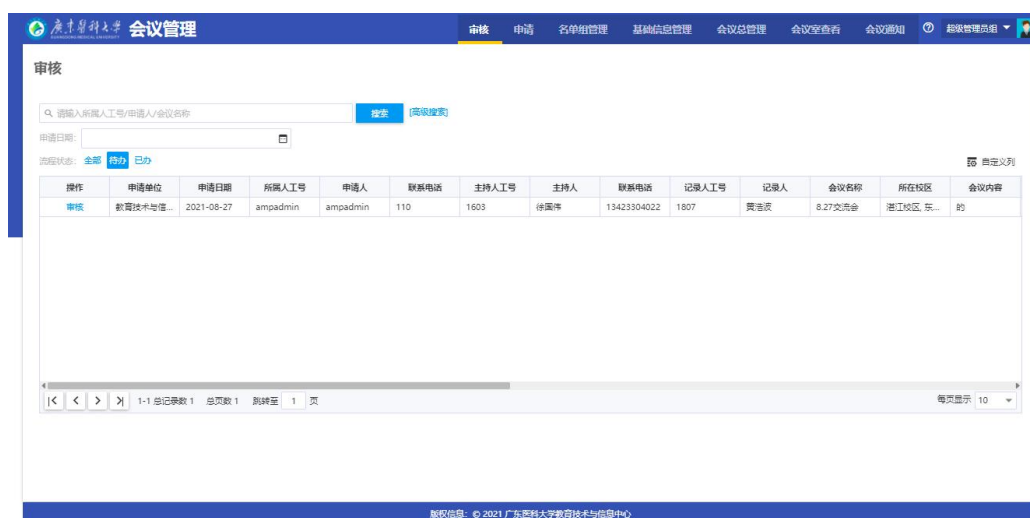 广东医科大学 会议管理 审核 申请 名单组管理 基础信息管理 会议总管理 会议室查看 会议通知 超级管理员组
审核
请输入所属人工号/申请人/会议名称 搜索 [高级搜索]
申请日期:
流程状态: 全部 待办 已办 自定义列
操作 申请单位 申请日期 所属人工号 申请人 联系电话 主持人工号 主持人 联系电话 记录人工号 记录人 会议名称 所在校区 会议内容
审核 教育技术与信... 2021-08-27 ampadmin ampadmin 110 1603 徐国伟 13423304022 1807 黄浩波 8.27交流会 湛江校区, 东... 的
1-1 总记录数 1 总页数 1 跳转至 1 页 每页显示 10
版权信息: © 2021 广东医科大学教育技术与信息中心